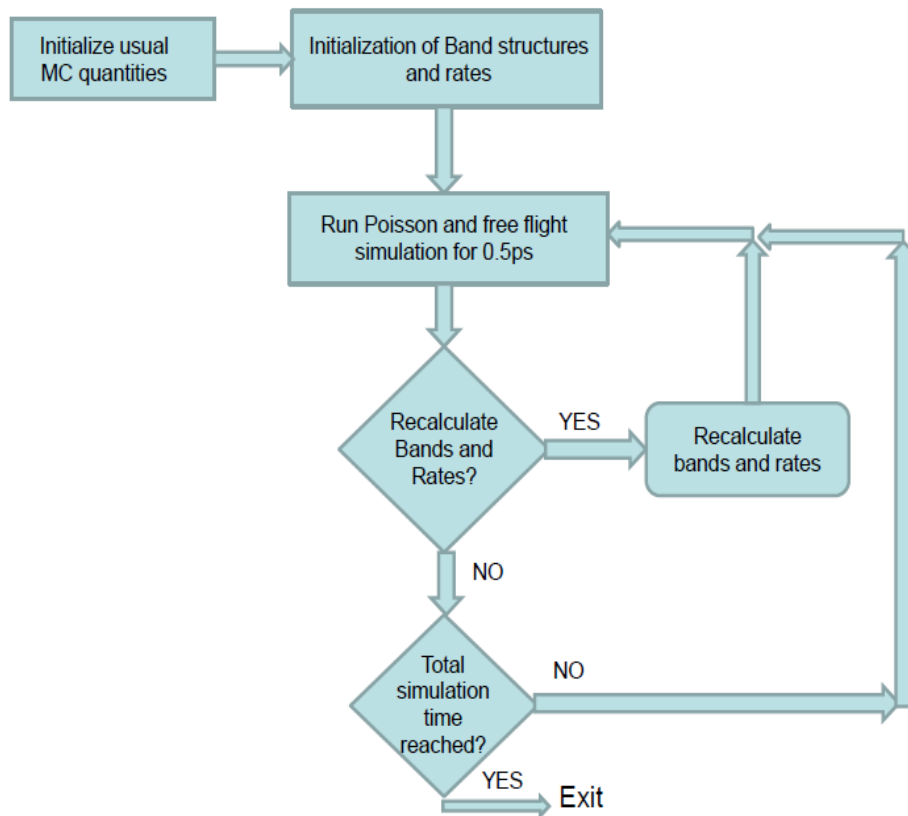 Initialize usual
MC quantities
Initialization of Band structures
and rates
Run Poisson and free flight
simulation for 0.5ps
Recalculate
Bands and
Rates?
YES
Recalculate
bands and rates
NO
Total
simulation
time
reached?
NO
YES
Exit